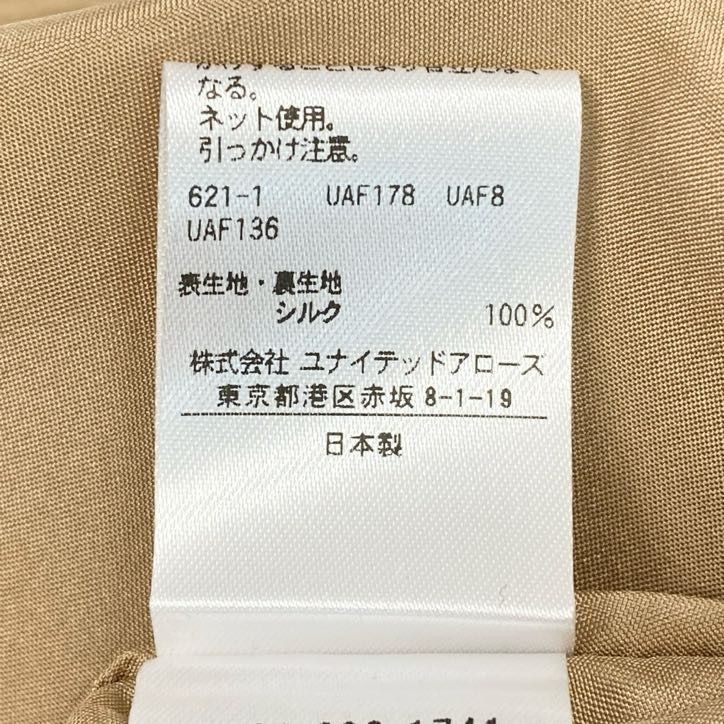 なる。
ネット使用。
引っかけ注意。
621-1 UAF178 UAF8
UAF136
表生地・裏生地
シルク 100%
株式会社 ユナイテッドアローズ
東京都港区赤坂 8-1-19
日本製